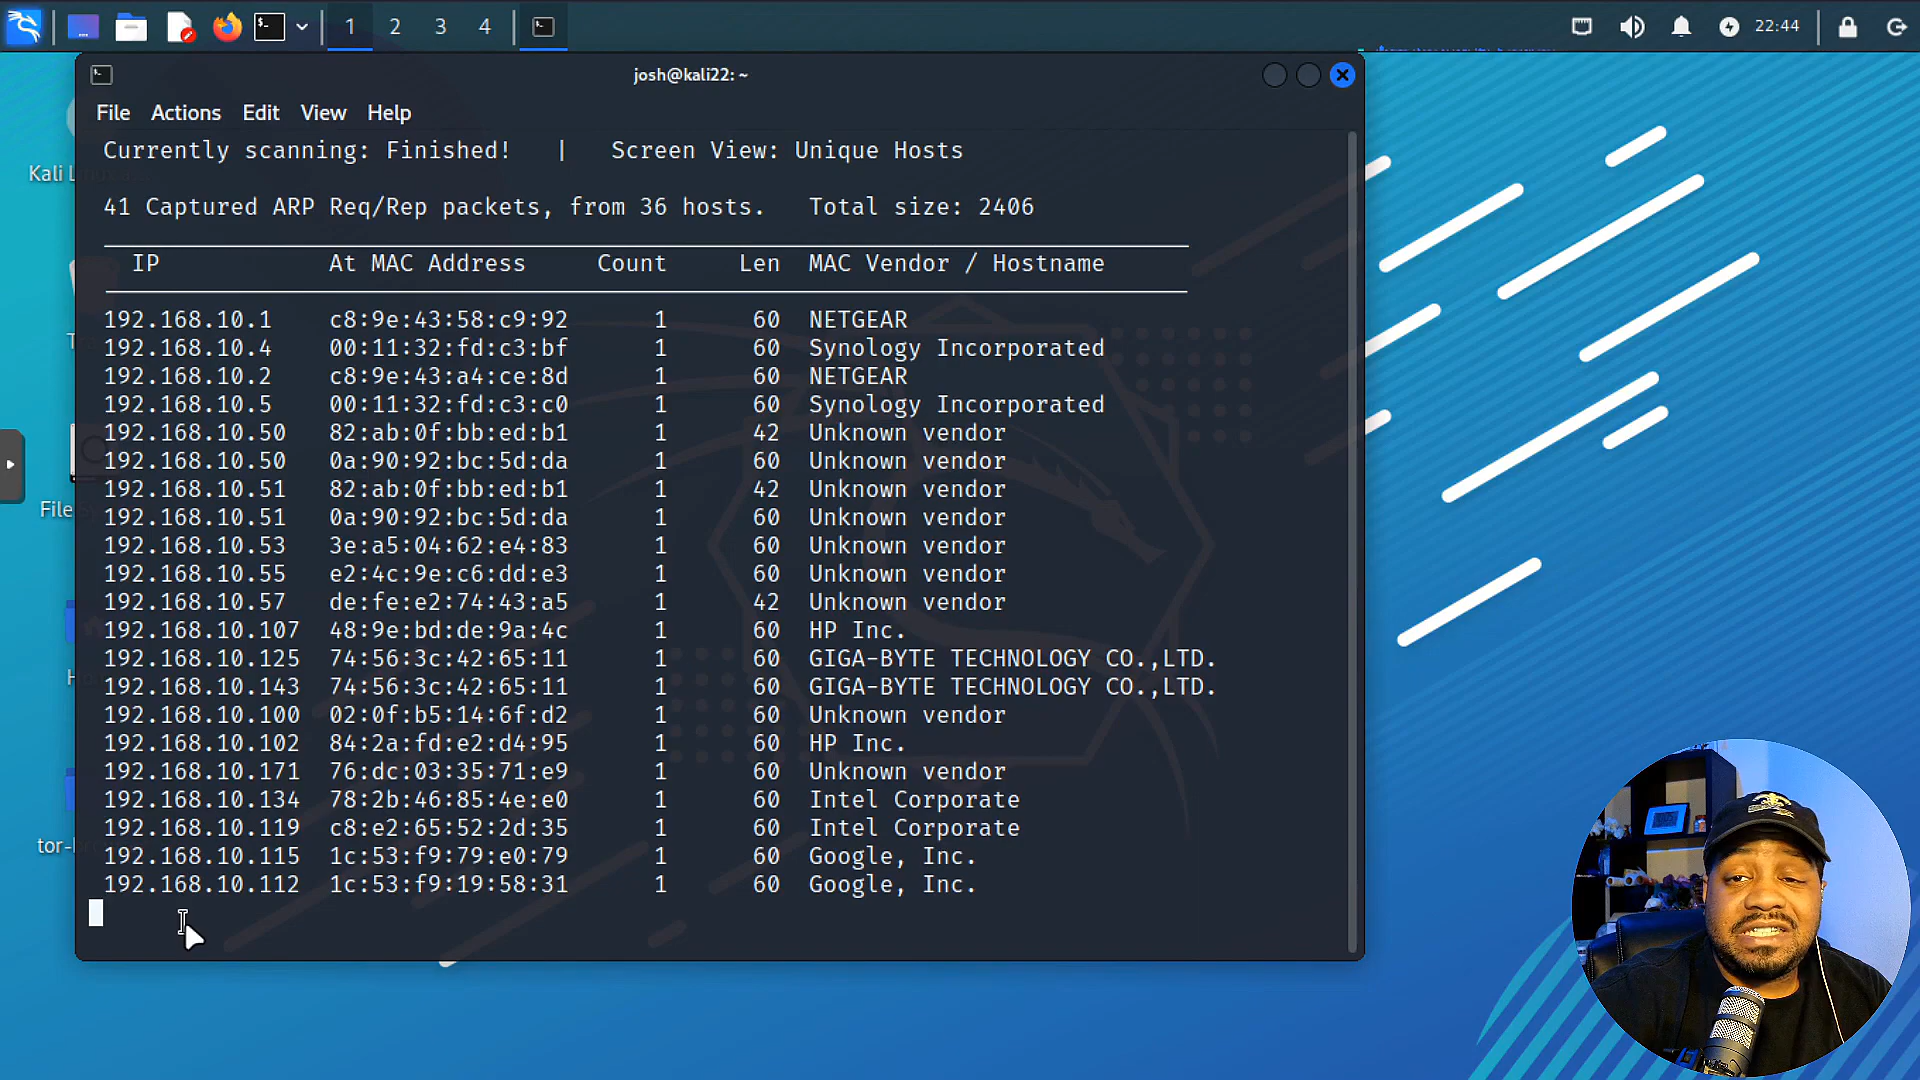 1 2 3 4 22:44
josh@kali22: ~
File Actions Edit View Help
Currently scanning: Finished! | Screen View: Unique Hosts
41 Captured ARP Req/Rep packets, from 36 hosts. Total size: 2406
IP At MAC Address Count Len MAC Vendor / Hostname
192.168.10.1 c8:9e:43:58:c9:92 1 60 NETGEAR
192.168.10.4 00:11:32:fd:c3:bf 1 60 Synology Incorporated
192.168.10.2 c8:9e:43:a4:ce:8d 1 60 NETGEAR
192.168.10.5 00:11:32:fd:c3:c0 1 60 Synology Incorporated
192.168.10.50 82:ab:0f:bb:ed:b1 1 42 Unknown vendor
192.168.10.50 0a:90:92:bc:5d:da 1 60 Unknown vendor
192.168.10.51 82:ab:0f:bb:ed:b1 1 42 Unknown vendor
192.168.10.51 0a:90:92:bc:5d:da 1 60 Unknown vendor
192.168.10.53 3e:a5:04:62:e4:83 1 60 Unknown vendor
192.168.10.55 e2:4c:9e:c6:dd:e3 1 60 Unknown vendor
192.168.10.57 de:fe:e2:74:43:a5 1 42 Unknown vendor
192.168.10.107 48:9e:bd:de:9a:4c 1 60 HP Inc.
192.168.10.125 74:56:3c:42:65:11 1 60 GIGA-BYTE TECHNOLOGY CO.,LTD.
192.168.10.143 74:56:3c:42:65:11 1 60 GIGA-BYTE TECHNOLOGY CO.,LTD.
192.168.10.100 02:0f:b5:14:6f:d2 1 60 Unknown vendor
192.168.10.102 84:2a:fd:e2:d4:95 1 60 HP Inc.
192.168.10.171 76:dc:03:35:71:e9 1 60 Unknown vendor
192.168.10.134 78:2b:46:85:4e:e0 1 60 Intel Corporate
192.168.10.119 c8:e2:65:52:2d:35 1 60 Intel Corporate
192.168.10.115 1c:53:f9:79:e0:79 1 60 Google, Inc.
192.168.10.112 1c:53:f9:19:58:31 1 60 Google, Inc.
Kali
File
tor-